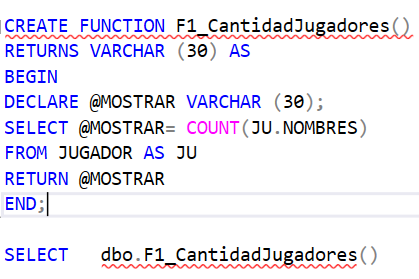 CREATE FUNCTION F1_CantidadJugadores()
RETURNS VARCHAR (30) AS
BEGIN
DECLARE @MOSTRAR VARCHAR (30);
SELECT @MOSTRAR= COUNT(JU.NOMBRES)
FROM JUGADOR AS JU
RETURN @MOSTRAR
END;
SELECT   dbo.F1_CantidadJugadores()